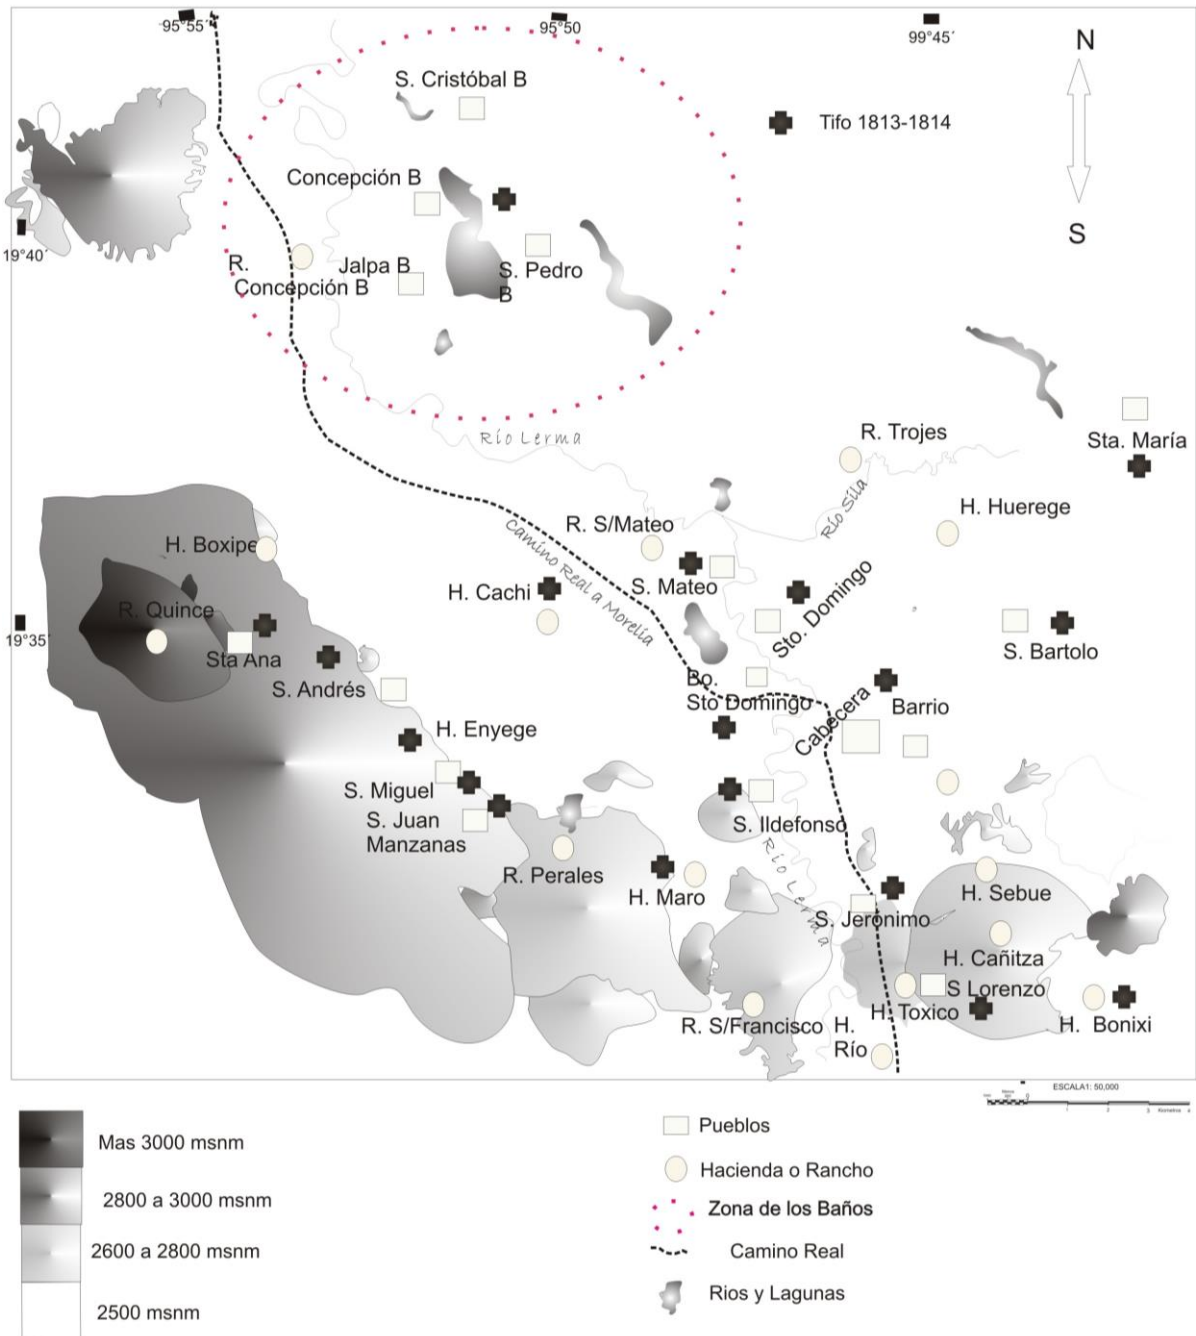 95°55´
95°50
99°45´
N
S. Cristóbal B
Tifo 1813-1814
Concepción B
S
19°40´
R.
Concepción B
Jalpa B
S. Pedro
B
Río Lerma
R. Trojes
Sta. María
Río Sila
H. Huerege
R. S/Mateo
Camino Real a Morelia
H. Boxipe
H. Cachi
S. Mateo
Sto. Domingo
R. Quince
19°35´
Sta Ana
S. Bartolo
S. Andrés
Bo.
Sto Domingo
Cabecera
Barrio
H. Enyege
S. Miguel
S. Juan
Manzanas
S. Ildefonso
Río Lerma
R. Perales
H. Maro
H. Sebue
S. Jerónimo
H. Cañitza
S Lorenzo
H. Toxico
R. S/Francisco
H.
Río
H. Bonixi
ESCALA1: 50,000
Kilometros
Mas 3000 msnm
2800 a 3000 msnm
2600 a 2800 msnm
2500 msnm
Pueblos
Hacienda o Rancho
Zona de los Baños
Camino Real
Rios y Lagunas